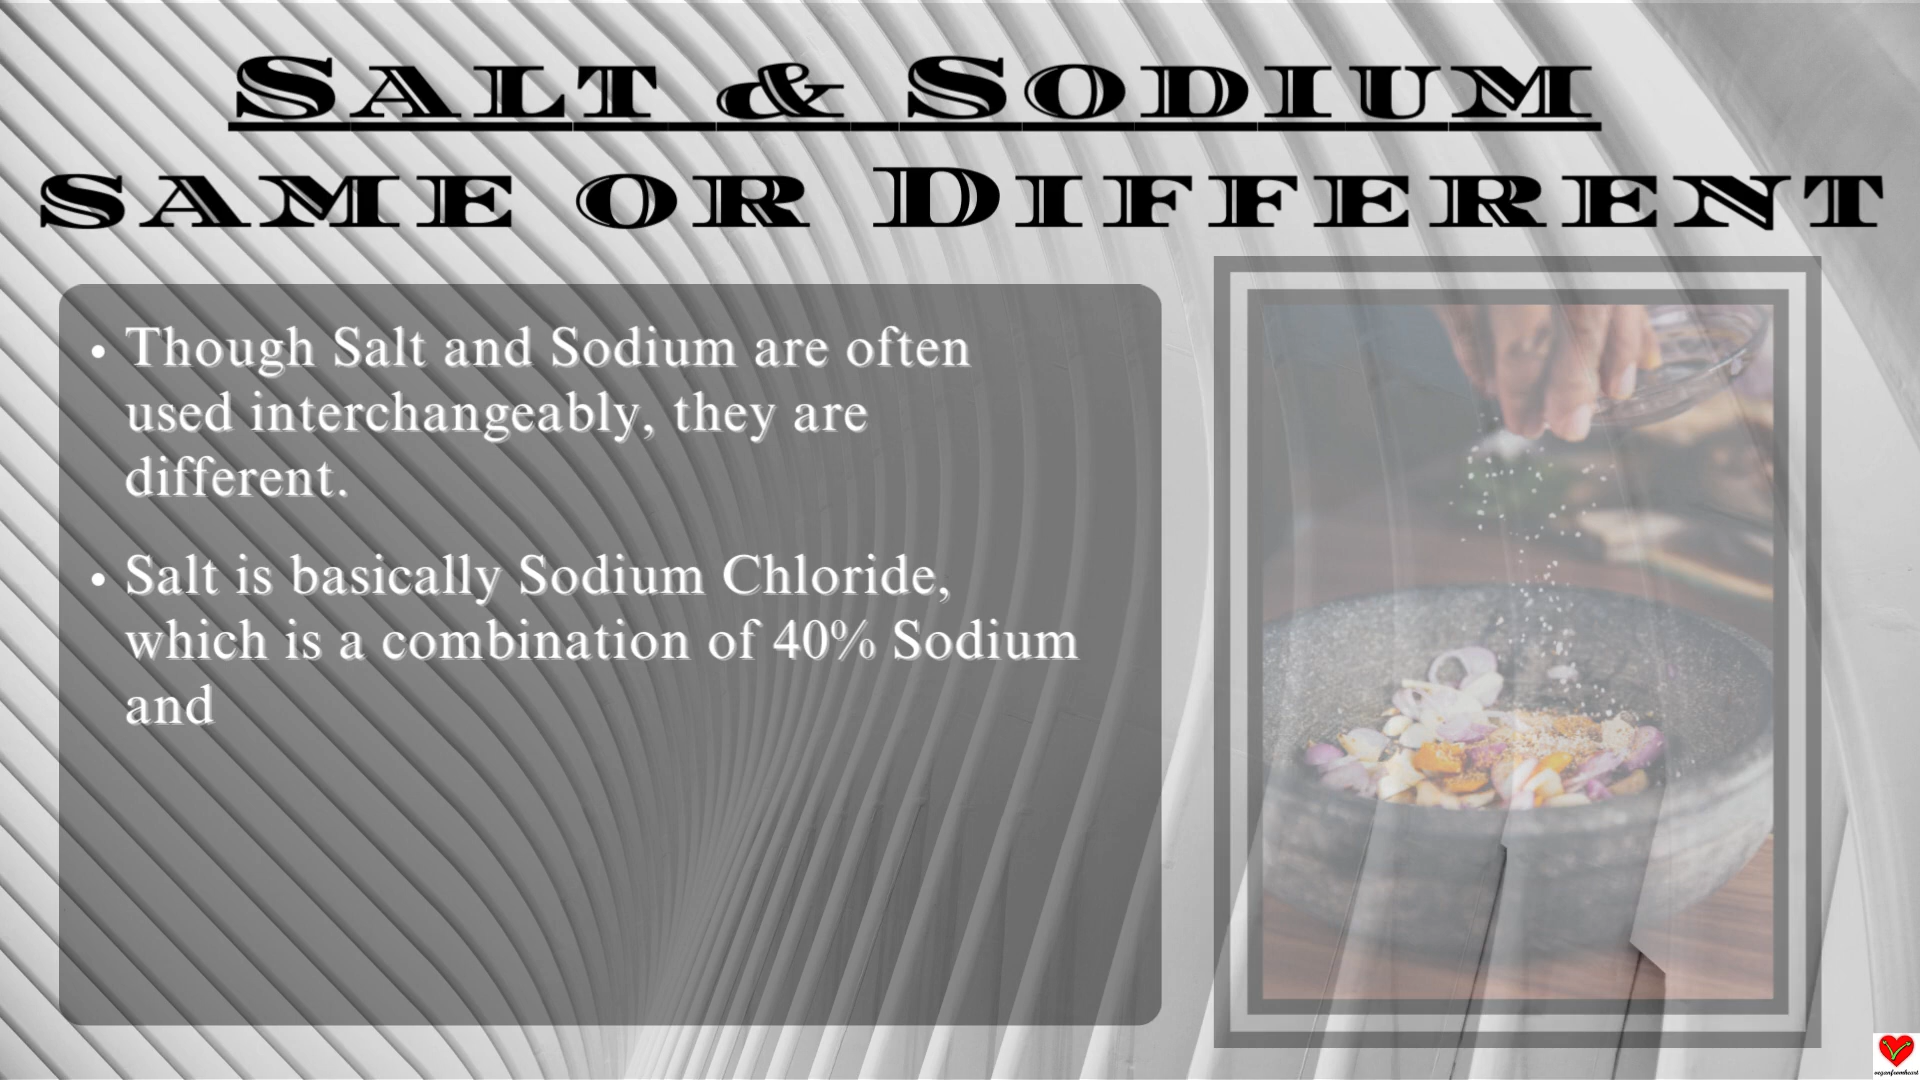 Salt & Sodium
same or Different
• Though Salt and Sodium are often
used interchangeably, they are
different.
• Salt is basically Sodium Chloride,
which is a combination of 40% Sodium
and
veganfromheart